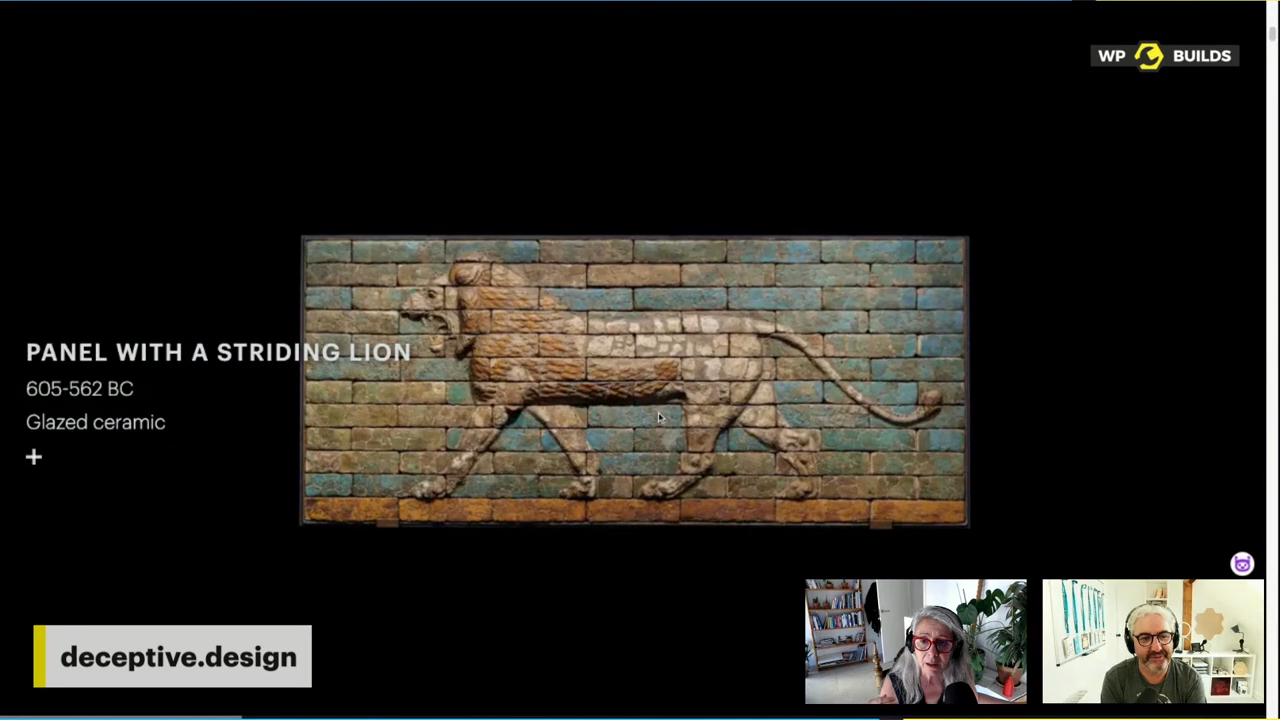 WP BUILDS
PANEL WITH A STRIDING LION
605-562 BC
Glazed ceramic
+
deceptive.design